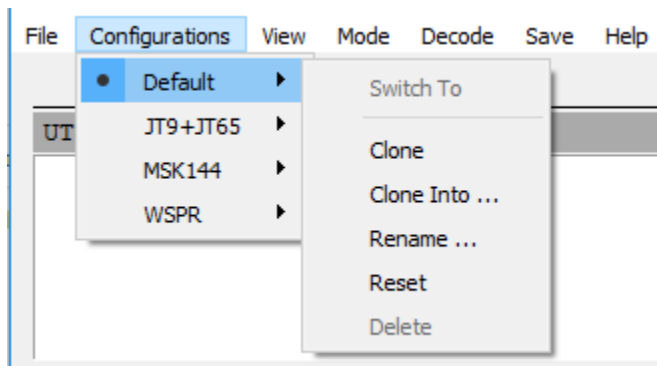 File Configurations View Mode Decode Save Help
Default
JT9+JT65
MSK144
WSPR
Switch To
Clone
Clone Into ...
Rename ...
Reset
Delete
UT